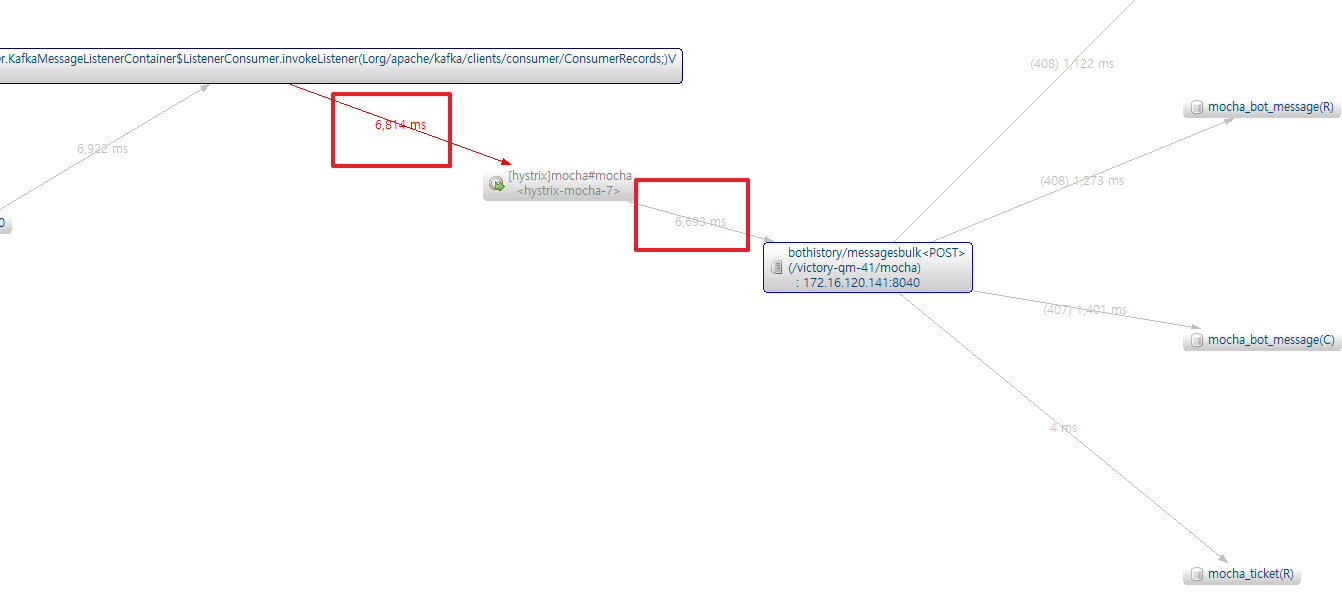 (408) 1,122 ms
er.KafkaMessageListenerContainer$ListenerConsumer.invokeListener(Lorg/apache/kafka/clients/consumer/ConsumerRecords;)V
mocha_bot_message(R)
6,814 ms
6,922 ms
[hystrix]mocha#mocha
<hystrix-mocha-7>
(408) 1,273 ms
0
6,693 ms
bothistory/messagesbulk<POST>
(/victory-qm-41/mocha)
: 172.16.120.141:8040
(407) 1,401 ms
mocha_bot_message(C)
4 ms
mocha_ticket(R)